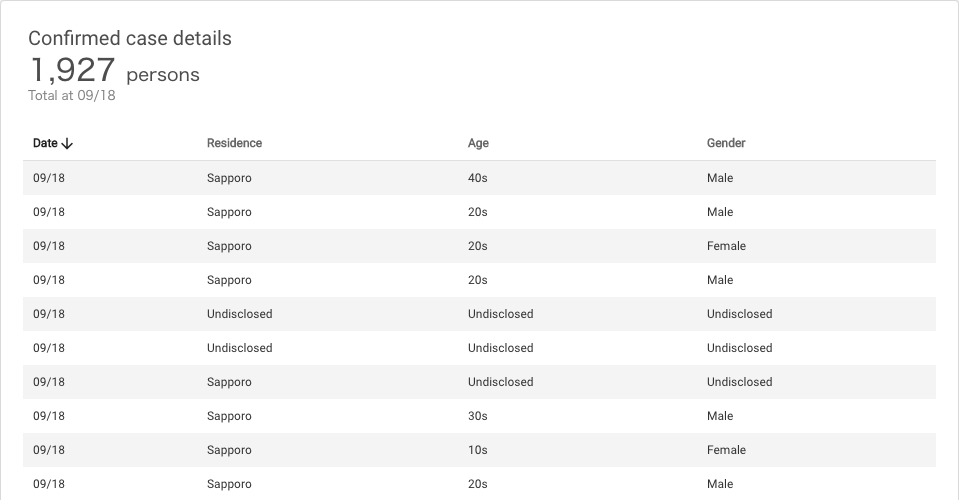 Confirmed case details
1,927 persons
Total at 09/18
Date Residence Age Gender
09/18 Sapporo 40s Male
09/18 Sapporo 20s Male
09/18 Sapporo 20s Female
09/18 Sapporo 20s Male
09/18 Undisclosed Undisclosed Undisclosed
09/18 Undisclosed Undisclosed Undisclosed
09/18 Sapporo Undisclosed Undisclosed
09/18 Sapporo 30s Male
09/18 Sapporo 10s Female
09/18 Sapporo 20s Male